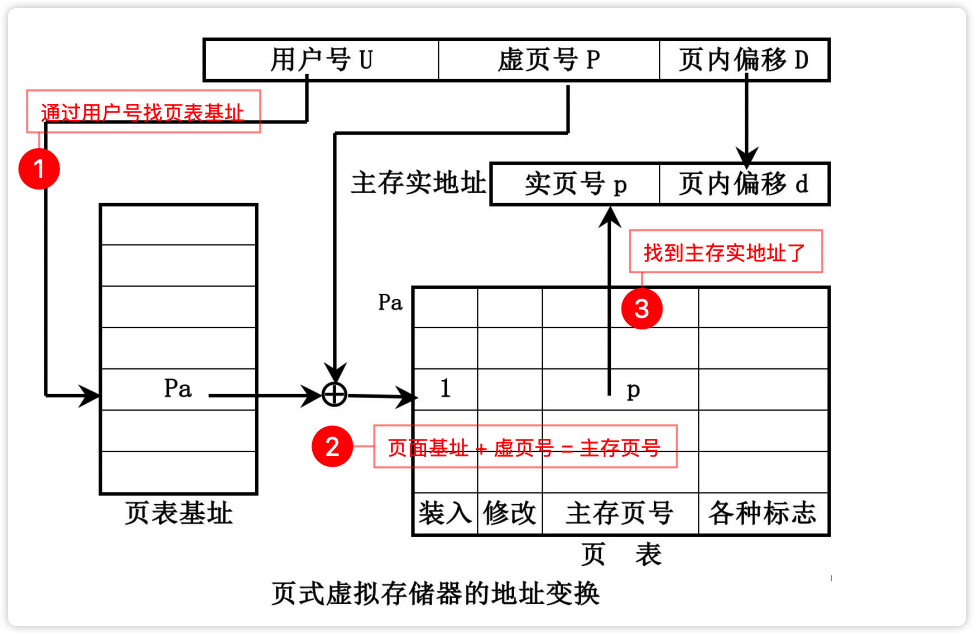 用户号 U 虚页号 P 页内偏移 D
通过用户号找页表基址
1
主存实地址 实页号 p 页内偏移 d
找到主存实地址了
Pa
3
Pa 1 p
2 页面基址 + 虚页号 = 主存页号
页表基址 装入 修改 主存页号 各种标志
页 表
页式虚拟存储器的地址变换